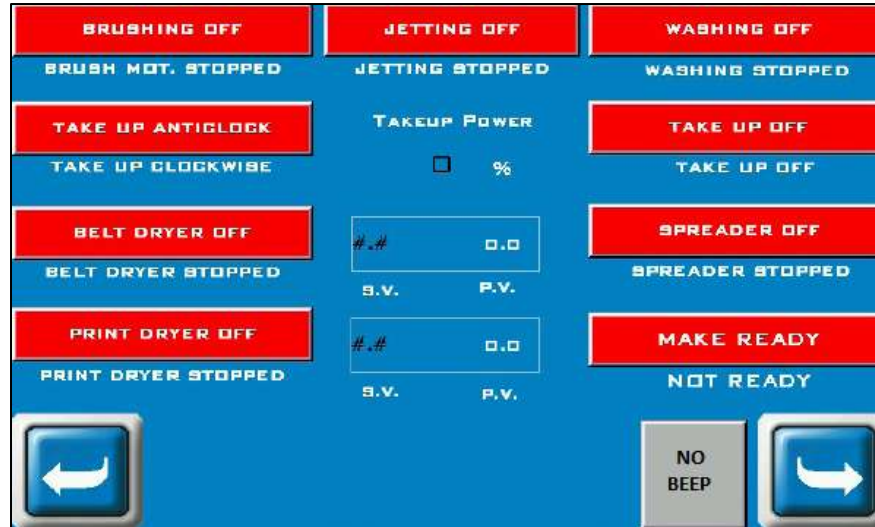 BRUSHING OFF
JETTING OFF
WASHING OFF
BRUSH MOT. STOPPED
JETTING STOPPED
WASHING STOPPED
TAKE UP ANTICLOCK
TAKEUP POWER
TAKE UP OFF
TAKE UP CLOCKWISE
0 %
TAKE UP OFF
BELT DRYER OFF
#.# 0.0
SPREADER OFF
BELT DRYER STOPPED
S.V. P.V.
SPREADER STOPPED
PRINT DRYER OFF
#.# 0.0
MAKE READY
PRINT DRYER STOPPED
S.V. P.V.
NOT READY
NO
BEEP